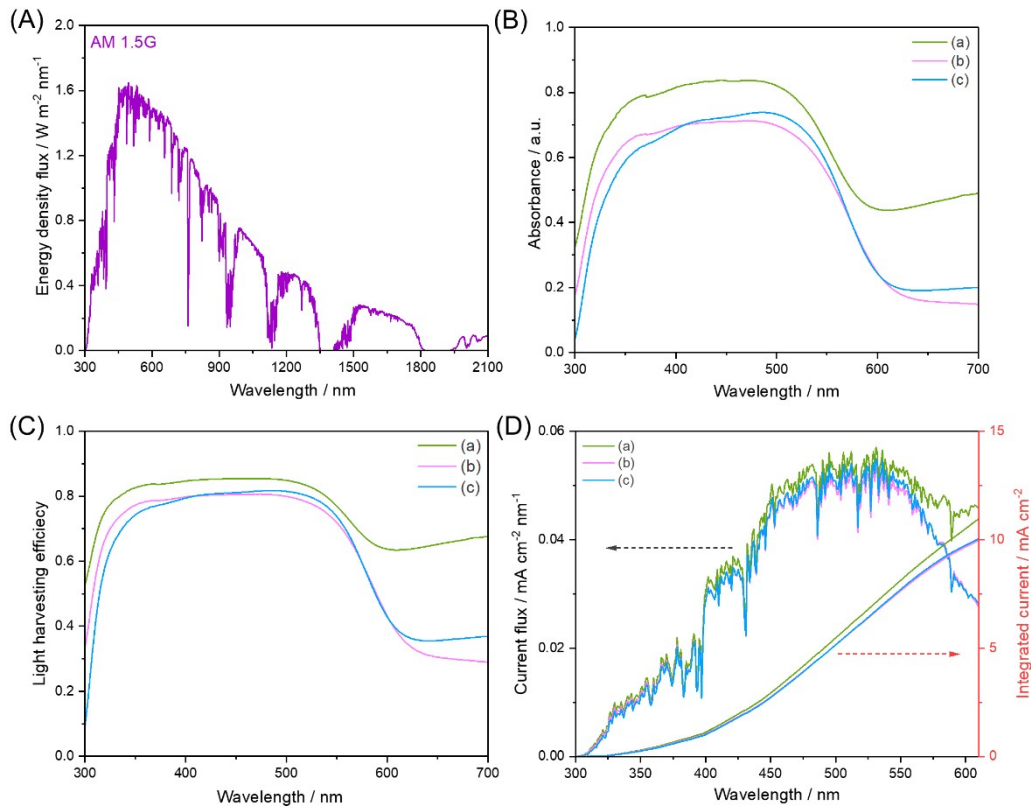 (A)
AM 1.5G
2.0
1.6
1.2
0.8
0.4
0.0
Energy density flux / W m-2 nm-1
300 600 900 1200 1500 1800 2100
Wavelength / nm
(B)
(a)
(b)
(c)
1.0
0.8
0.6
0.4
0.2
0.0
Absorbance / a.u.
300 400 500 600 700
Wavelength / nm
(C)
(a)
(b)
(c)
1.0
0.8
0.6
0.4
0.2
0.0
Light harvesting efficiecy
300 400 500 600 700
Wavelength / nm
(D)
(a)
(b)
(c)
0.06
0.04
0.02
0.00
Current flux / mA cm-2 nm-1
15
10
5
0
Integrated current / mA cm-2
300 350 400 450 500 550 600
Wavelength / nm